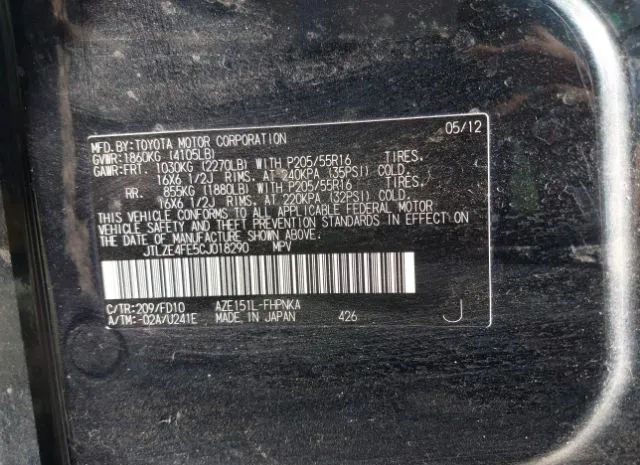 05/12
MFD.BY:TOYOTA MOTOR CORPORATION
GVWR:1860KG (4105LB)
GAWR:FRT. 1030KG (2270LB) WITH P205/55R16 TIRES,
16X6 1/2J RIMS, AT 240KPA (35PSI) COLD.
RR. 855KG (1880LB) WITH P205/55R16 TIRES,
16X6 1/2J RIMS, AT 220KPA (32PSI) COLD.
THIS VEHICLE CONFORMS TO ALL APPLICABLE FEDERAL MOTOR
VEHICLE SAFETY AND THEFT PREVENTION STANDARDS IN EFFECT ON
THE DATE OF MANUFACTURE SHOWN ABOVE.
JTLZE4FE5CJ018290 MPV
C/TR:209/FD10 AZE151L-FHPNKA
A/TM:-02A/U241E MADE IN JAPAN 426 J